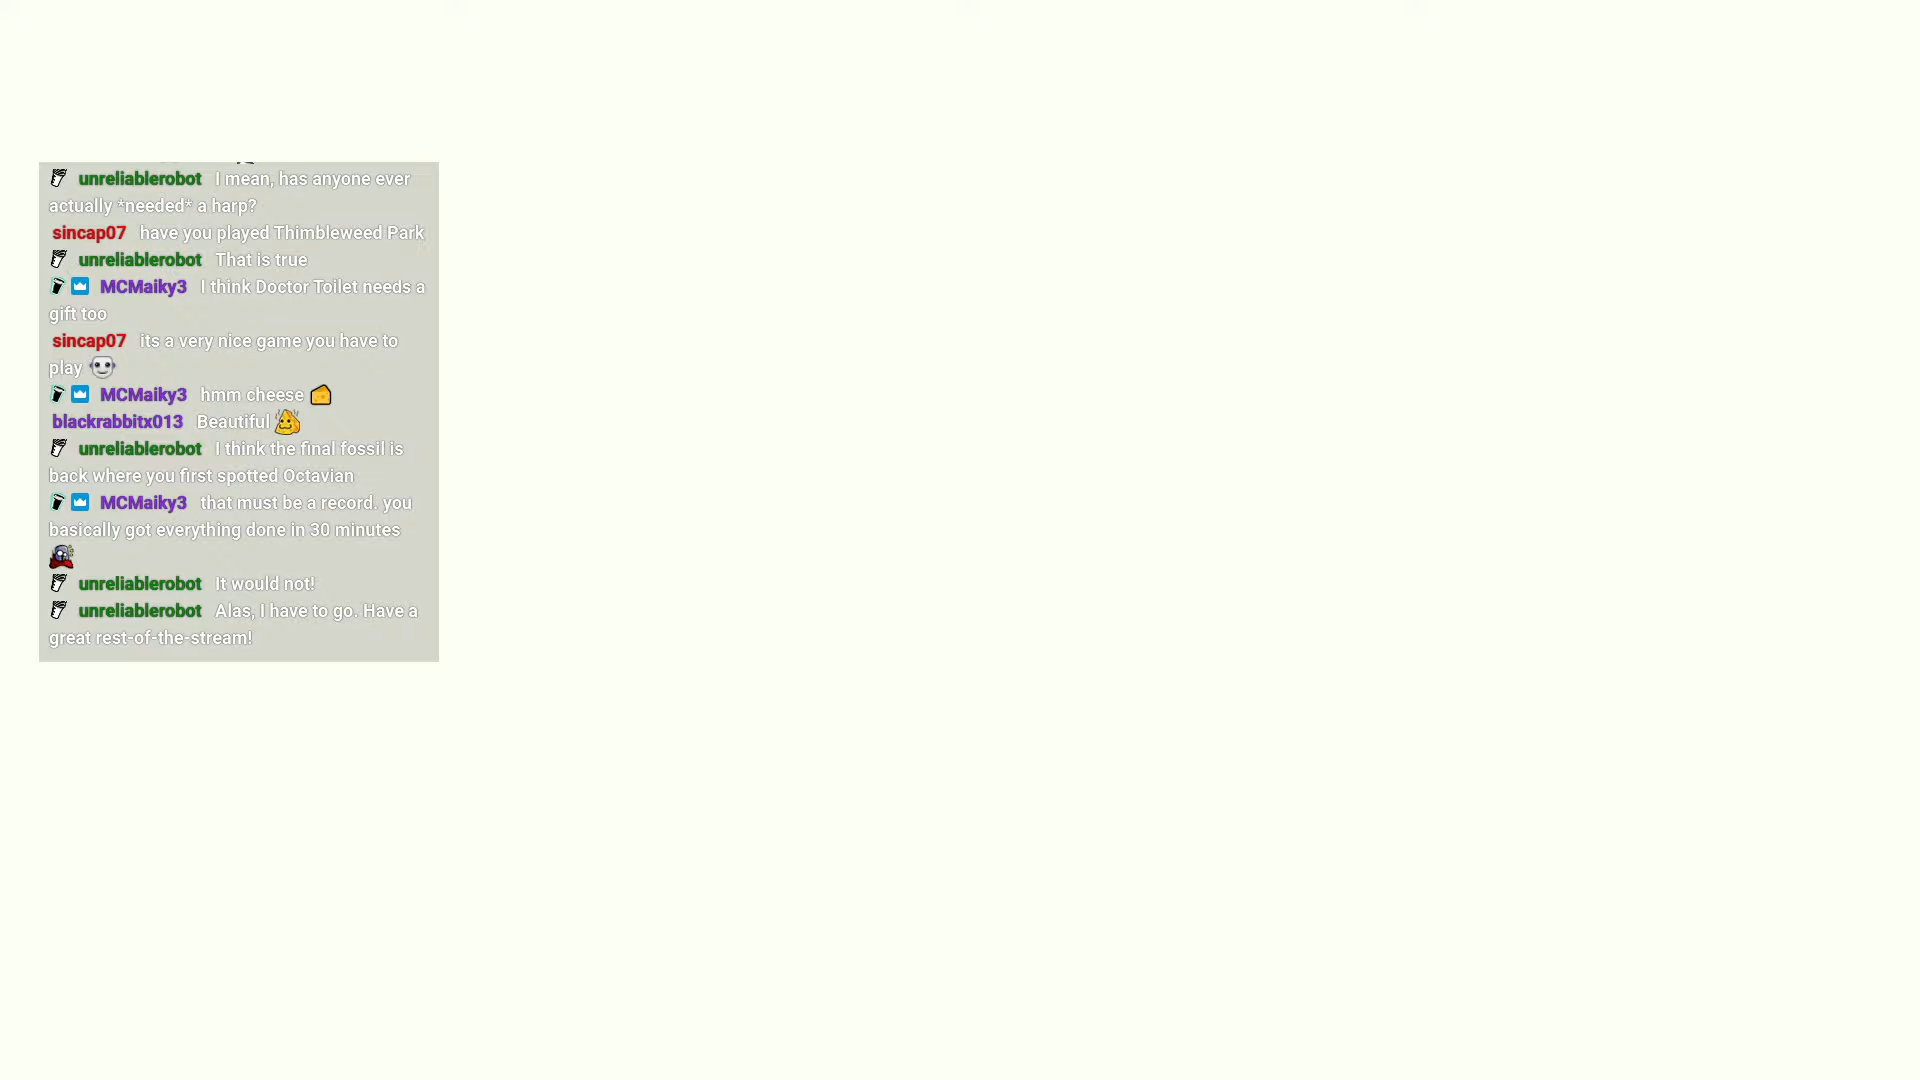 unreliablerobot I mean, has anyone ever
actually *needed* a harp?
sincap07 have you played Thimbleweed Park
unreliablerobot That is true
MCMaiky3 I think Doctor Toilet needs a
gift too
sincap07 its a very nice game you have to
play
MCMaiky3 hmm cheese
blackrabbitx013 Beautiful
unreliablerobot I think the final fossil is
back where you first spotted Octavian
MCMaiky3 that must be a record. you
basically got everything done in 30 minutes
unreliablerobot It would not!
unreliablerobot Alas, I have to go. Have a
great rest-of-the-stream!